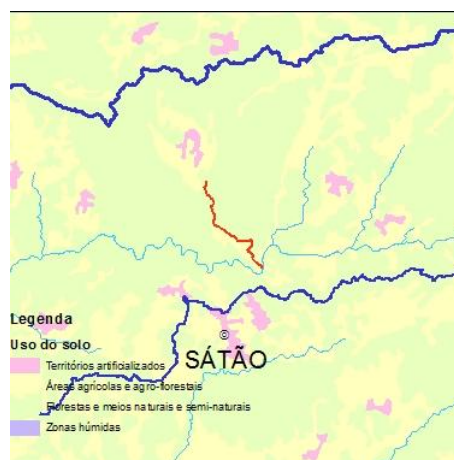 SÁTÃO
Legenda
Uso do solo
Territórios artificializados
Áreas agrícolas e agro-florestais
Florestas e meios naturais e semi-naturais
Zonas húmidas